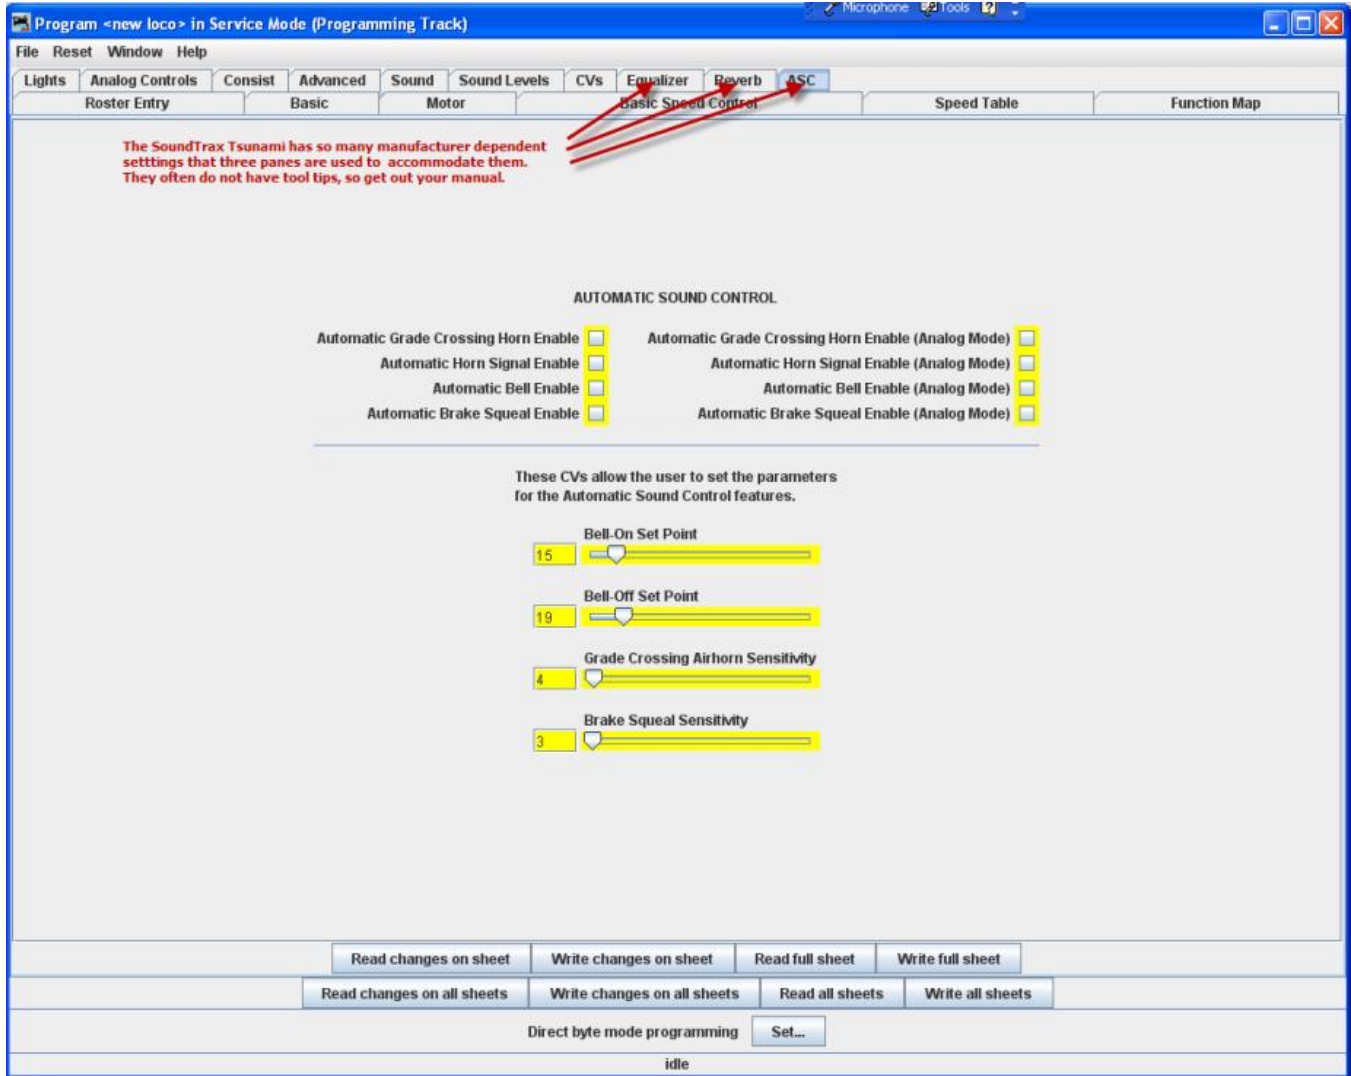 Microphone Tools
Program <new loco> in Service Mode (Programming Track)
File Reset Window Help
Lights Analog Controls Consist Advanced Sound Sound Levels CVs Equalizer Reverb ASC
Roster Entry Basic Motor Basic Speed Control Speed Table Function Map
The SoundTrax Tsunami has so many manufacturer dependent
setttings that three panes are used to accommodate them.
They often do not have tool tips, so get out your manual.
AUTOMATIC SOUND CONTROL
Automatic Grade Crossing Horn Enable Automatic Grade Crossing Horn Enable (Analog Mode)
Automatic Horn Signal Enable Automatic Horn Signal Enable (Analog Mode)
Automatic Bell Enable Automatic Bell Enable (Analog Mode)
Automatic Brake Squeal Enable Automatic Brake Squeal Enable (Analog Mode)
These CVs allow the user to set the parameters
for the Automatic Sound Control features.
Bell-On Set Point
15
Bell-Off Set Point
19
Grade Crossing Airhorn Sensitivity
4
Brake Squeal Sensitivity
3
Read changes on sheet Write changes on sheet Read full sheet Write full sheet
Read changes on all sheets Write changes on all sheets Read all sheets Write all sheets
Direct byte mode programming Set...
idle